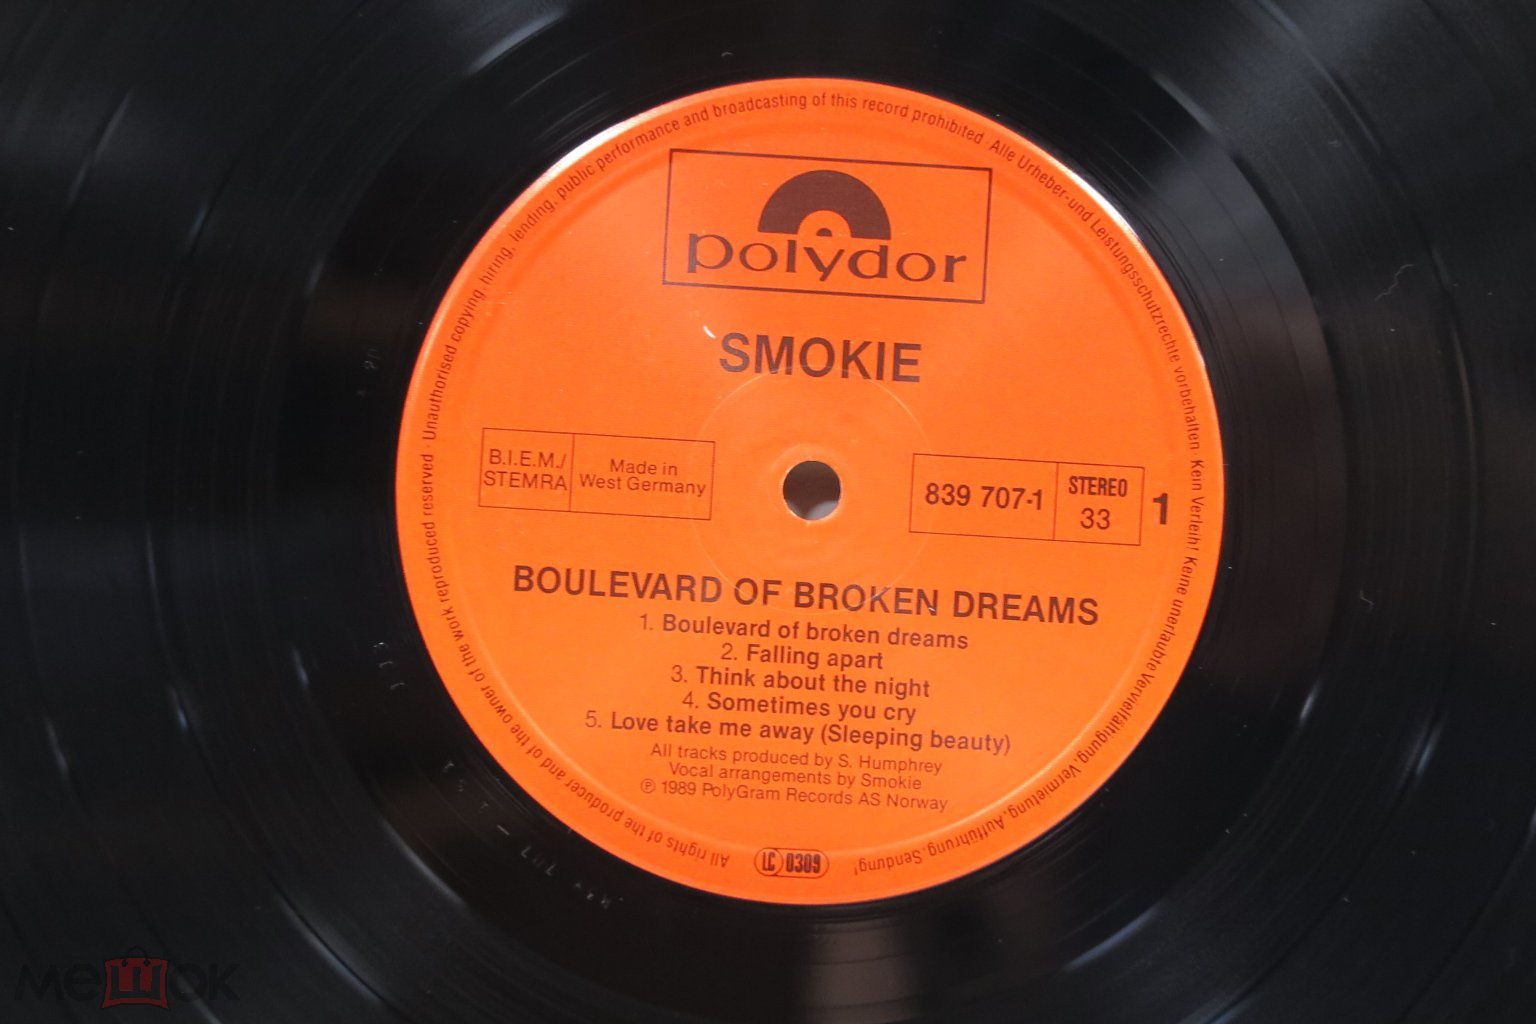 polydor
SMOKIE
B.I.E.M./
STEMRA
Made in
West Germany
839 707-1
STEREO
33
1
BOULEVARD OF BROKEN DREAMS
1. Boulevard of broken dreams
2. Falling apart
3. Think about the night
4. Sometimes you cry
5. Love take me away (Sleeping beauty)
All tracks produced by S. Humphrey
Vocal arrangements by Smokie
℗ 1989 PolyGram Records AS Norway
LC 0309
All rights of the producer and of the owner of the work reproduced reserved · Unauthorised copying, hiring, lending, public performance and broadcasting of this record prohibited · Alle Urheber- und Leistungsschutzrechte vorbehalten. Kein Verleih! Keine unerlaubte Vervielfältigung, Vermietung, Aufführung, Sendung!
мешок